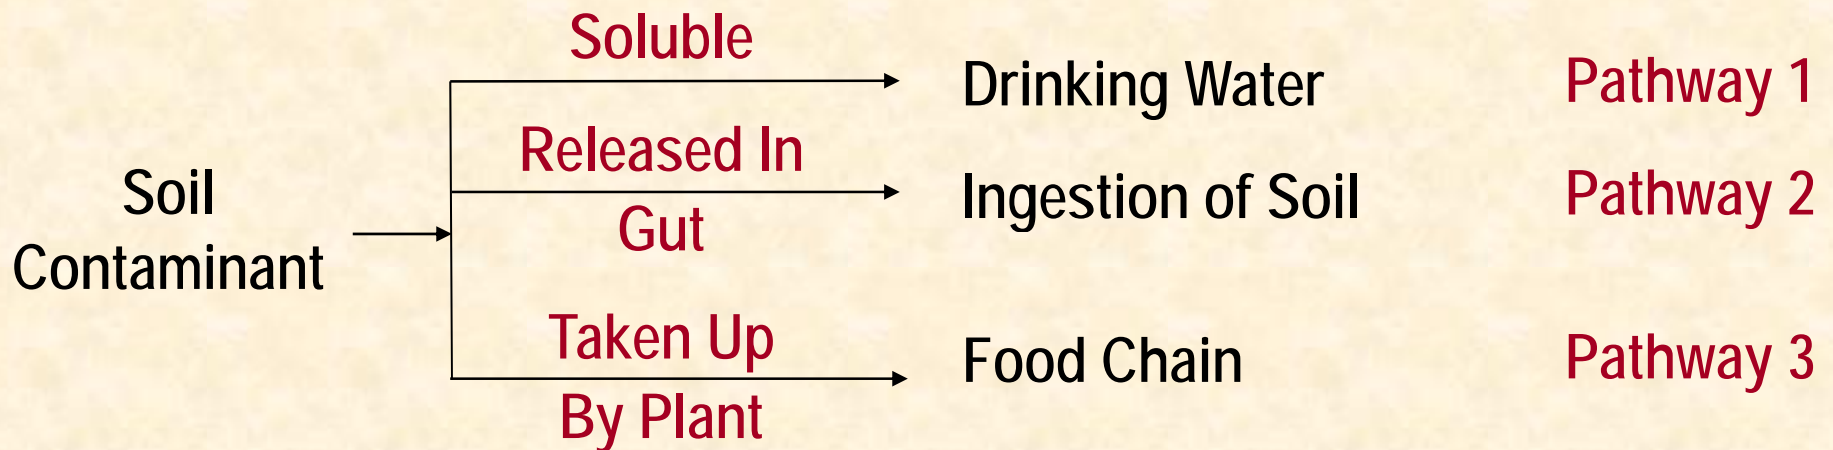 Soluble
Drinking Water
Pathway 1
Released In
Gut
Ingestion of Soil
Pathway 2
Soil
Contaminant
Taken Up
By Plant
Food Chain
Pathway 3